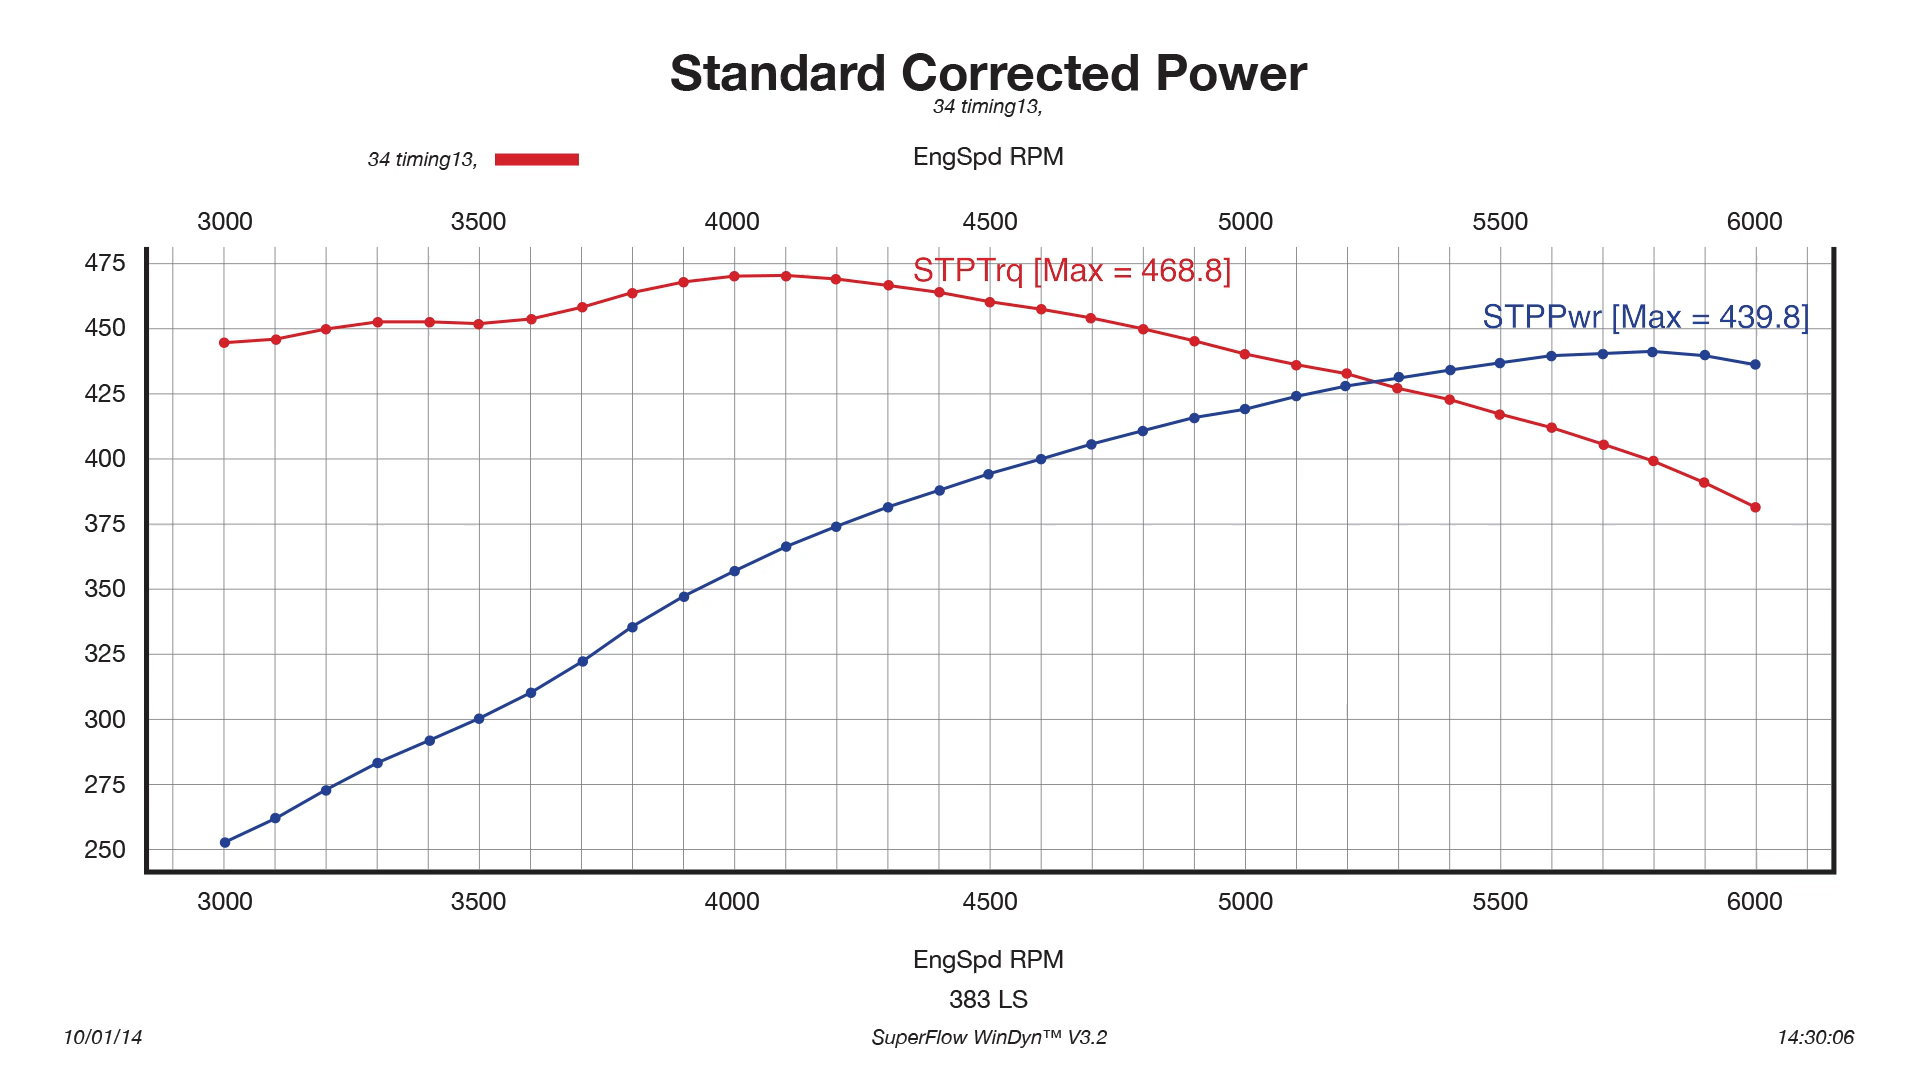 Standard Corrected Power
34 timing13,
34 timing13,
EngSpd RPM
3000 3500 4000 4500 5000 5500 6000
475
STPTrq [Max = 468.8]
STPPwr [Max = 439.8]
450
425
400
375
350
325
300
275
250
3000 3500 4000 4500 5000 5500 6000
EngSpd RPM
383 LS
10/01/14 SuperFlow WinDyn™ V3.2 14:30:06